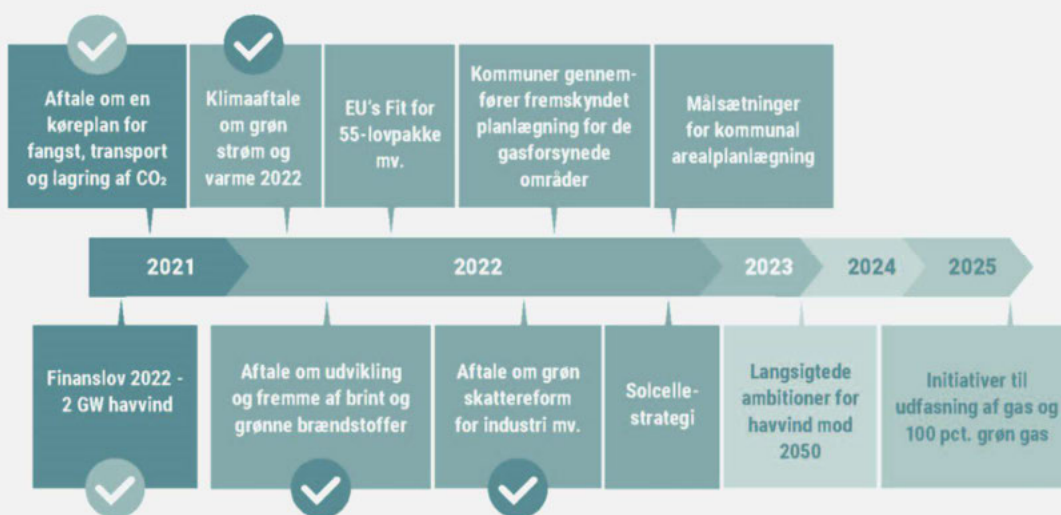 Aftale om en
køreplan for
fangst, transport
og lagring af CO₂
Klimaaftale
om grøn
strøm og
varme 2022
EU's Fit for
55-lovpakke
mv.
Kommuner gennem-
fører fremskyndet
planlægning for de
gasforsynede
områder
Målsætninger
for kommunal
arealplanlægning
2021
2022
2023
2024
2025
Finanslov 2022 -
2 GW havvind
Aftale om udvikling
og fremme af brint og
grønne brændstoffer
Aftale om grøn
skattereform
for industri mv.
Solcelle-
strategi
Langsigtede
ambitioner for
havvind mod
2050
Initiativer til
udfasning af gas og
100 pct. grøn gas